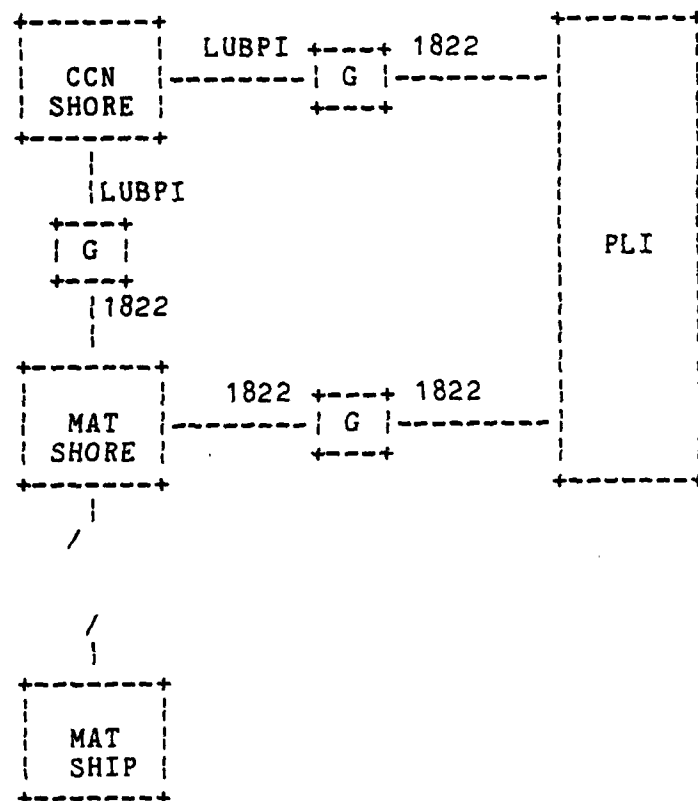 LUBPI 1822
CCN G
SHORE
LUBPI
G PLI
1822
1822 1822
MAT G
SHORE
MAT
SHIP